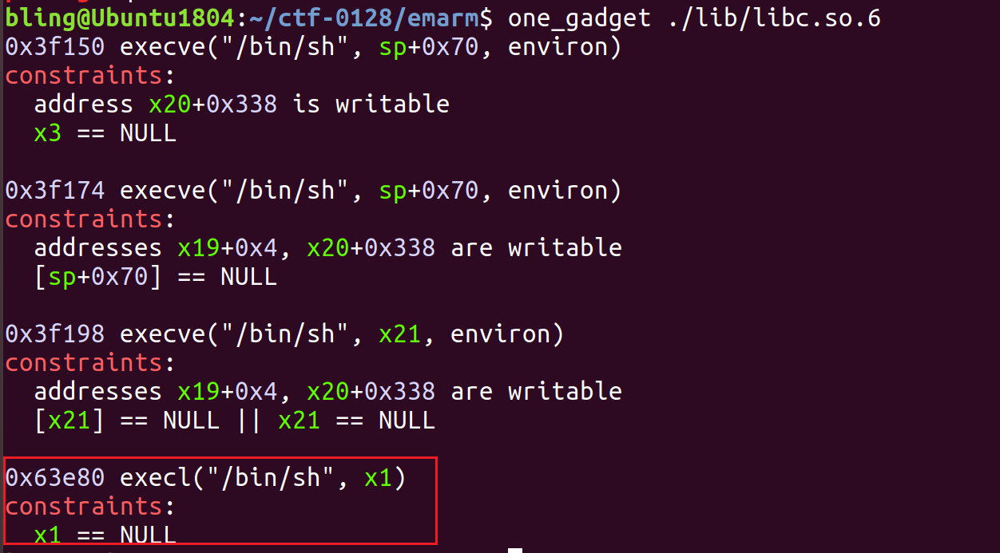 bling@Ubuntu1804:~/ctf-0128/emarm$ one_gadget ./lib/libc.so.6
0x3f150 execve("/bin/sh", sp+0x70, environ)
constraints:
  address x20+0x338 is writable
  x3 == NULL

0x3f174 execve("/bin/sh", sp+0x70, environ)
constraints:
  addresses x19+0x4, x20+0x338 are writable
  [sp+0x70] == NULL

0x3f198 execve("/bin/sh", x21, environ)
constraints:
  addresses x19+0x4, x20+0x338 are writable
  [x21] == NULL || x21 == NULL

0x63e80 execl("/bin/sh", x1)
constraints:
  x1 == NULL